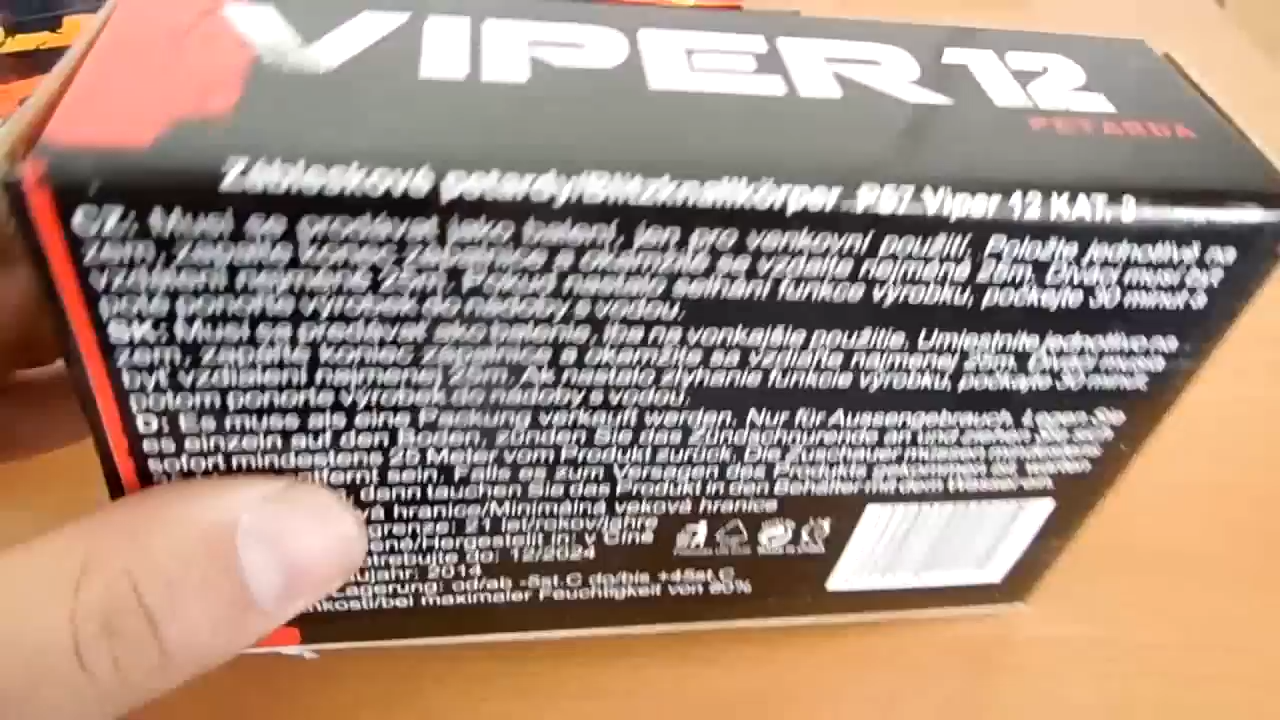 VIPER 12
PETARDA
Zábleskové petardy/Blitzknallkörper P57 Viper 12 KAT.
CZ: Musí se prodávat jako balení, jen pro venkovní použití. Položte jednotlivě na
zem, zapalte konec zápalnice a okamžitě se vzdalte nejméně 25m. Diváci musí být
vzdáleni nejméně 25m. Pokud nastalo selhání funkce výrobku, počkejte 30 minut a
poté ponořte výrobek do nádoby s vodou.
SK: Musí sa predávať ako balenie, iba na vonkajšie použitie. Umiestnite jednotlivo na
zem, zapáľte koniec zápalnice a okamžite sa vzdiaľte najmenej 25m. Diváci musia
byť vzdialení najmenej 25m. Ak nastalo zlyhanie funkcie výrobku, počkajte 30 minút,
potom ponorte výrobok do nádoby s vodou.
D: Es muss als eine Packung verkauft werden. Nur für Aussengebrauch. Legen Sie
es einzeln auf den Boden, zünden Sie das Zündschnurende an und
sofort mindestens 25 Meter vom Produkt zurück. Die Zuschauer
sein. Falls es zum Versagen des Produkts
dann tauchen Sie das Produkt in den Behälter mit dem Wasser
hranice/Minimálna veková hranice
21 let/rokov/Jahre
/Hergestellt in: v Číně
do: 12/2024
jahr: 2014
Lagerung: od/ab -5st.C do/bis +45st.C
/bei maximaler Feuchtigkeit von 80%